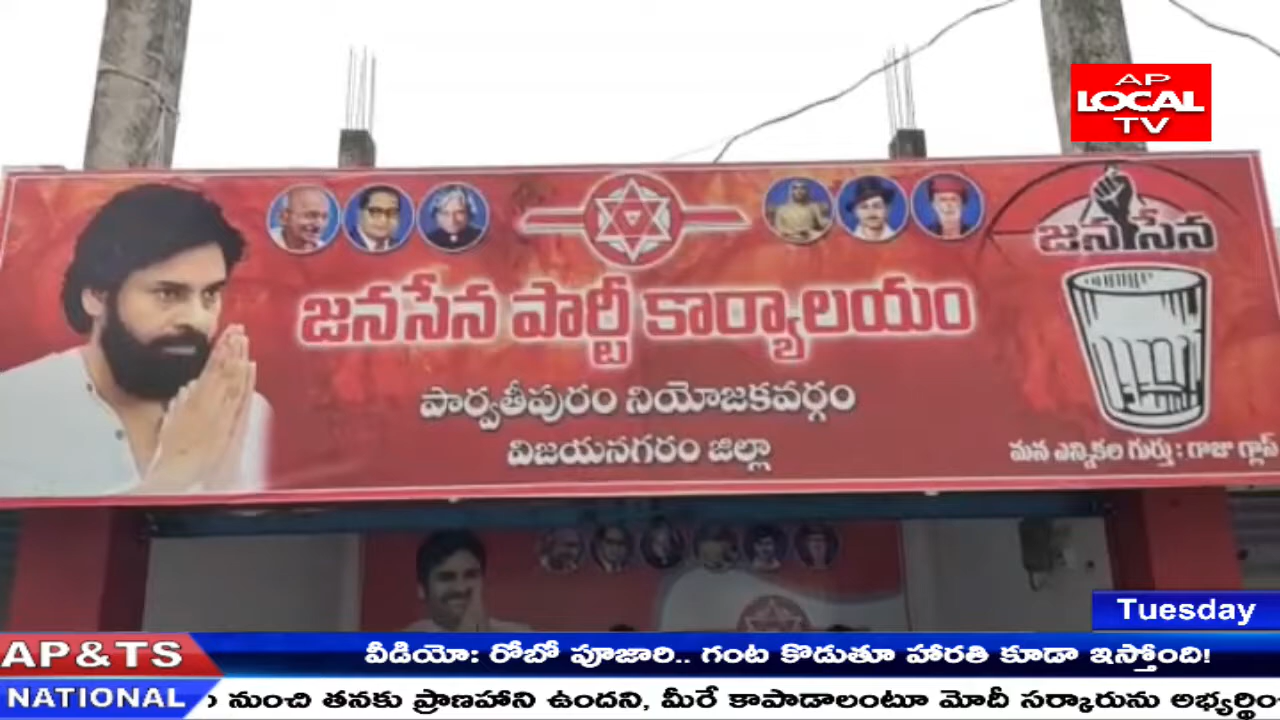 AP
LOCAL
TV
జనసేన
జనసేన పార్టీ కార్యాలయం
పార్వతీపురం నియోజకవర్గం
విజయనగరం జిల్లా
మన ఎన్నికల గుర్తు : గాజు గ్లాస్
Tuesday
AP&TS
వీడియో: రోబో పూజారి.. గంట కొడుతూ హారతి కూడా ఇస్తోంది!
NATIONAL
నుంచి తనకు ప్రాణహాని ఉందని, మీరే కాపాడాలంటూ మోదీ సర్కారును